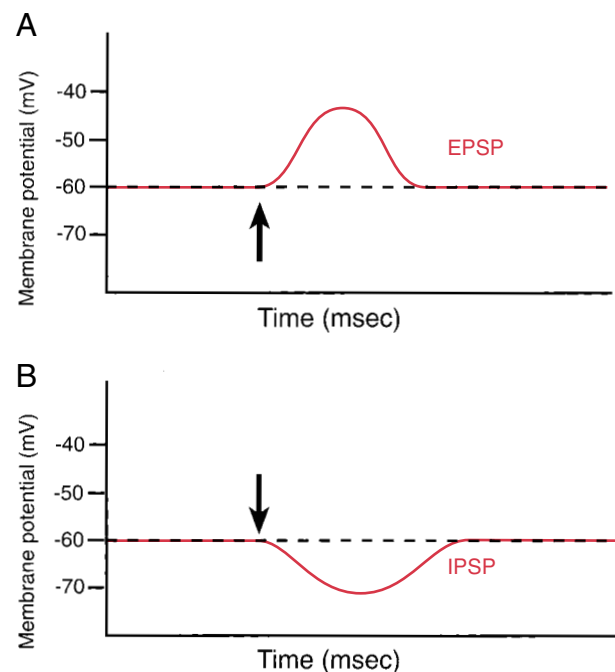 A
Membrane potential (mV)
-40
-50
EPSP
-60
-70
Time (msec)
B
Membrane potential (mV)
-40
-50
-60
IPSP
-70
Time (msec)